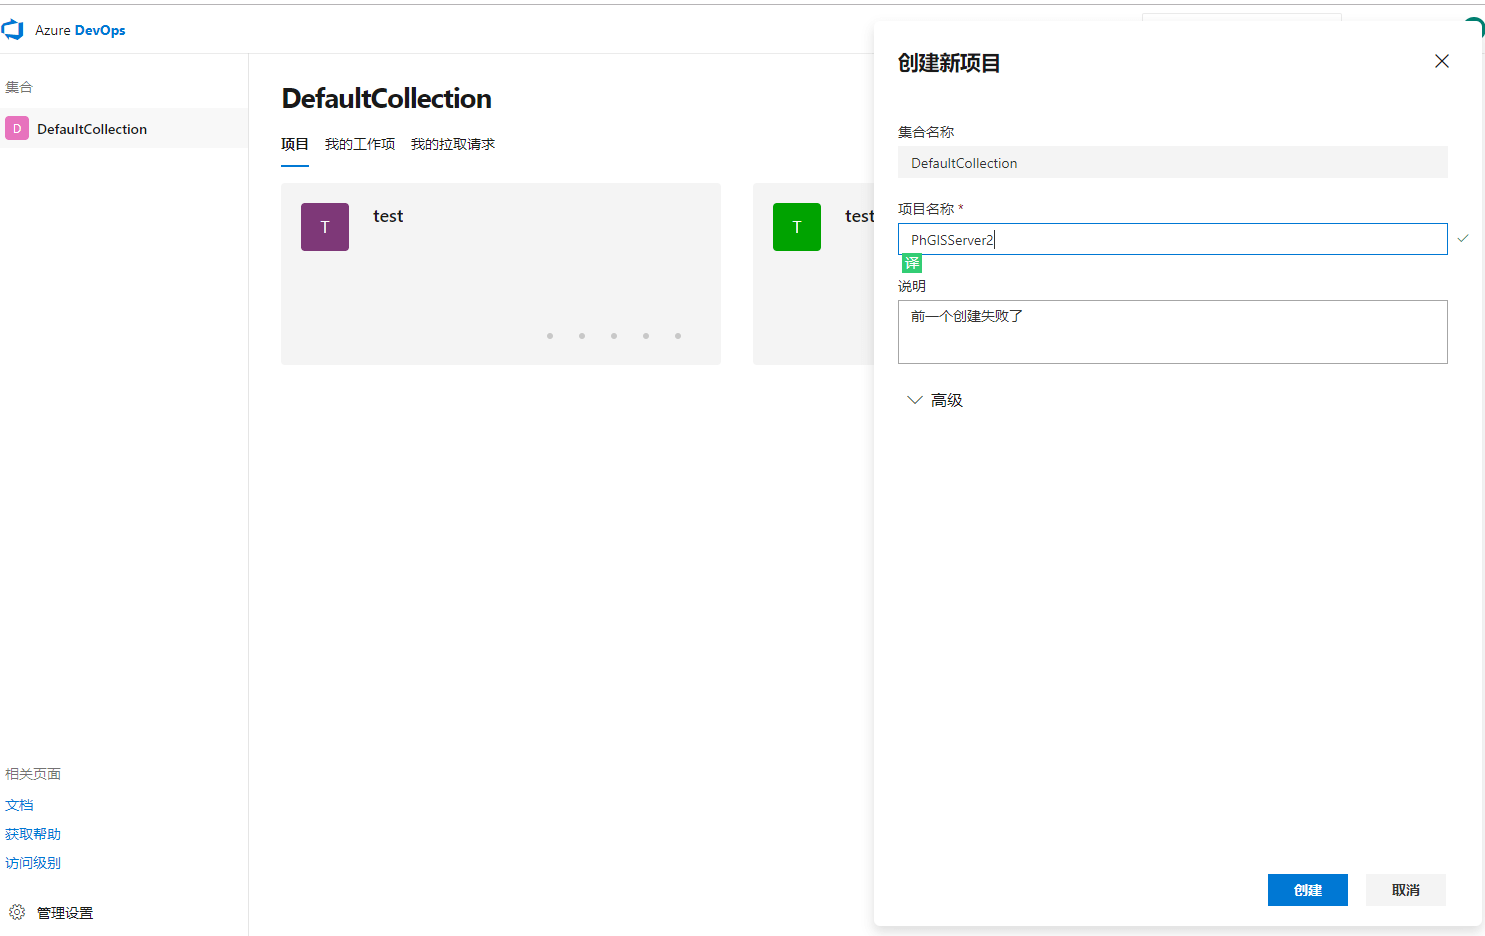 Azure DevOps
集合
D DefaultCollection
DefaultCollection
项目 我的工作项 我的拉取请求
T test
T test
相关页面
文档
获取帮助
访问级别
管理设置
创建新项目
集合名称
DefaultCollection
项目名称 *
PhGISServer2
译
说明
前一个创建失败了
高级
创建 取消